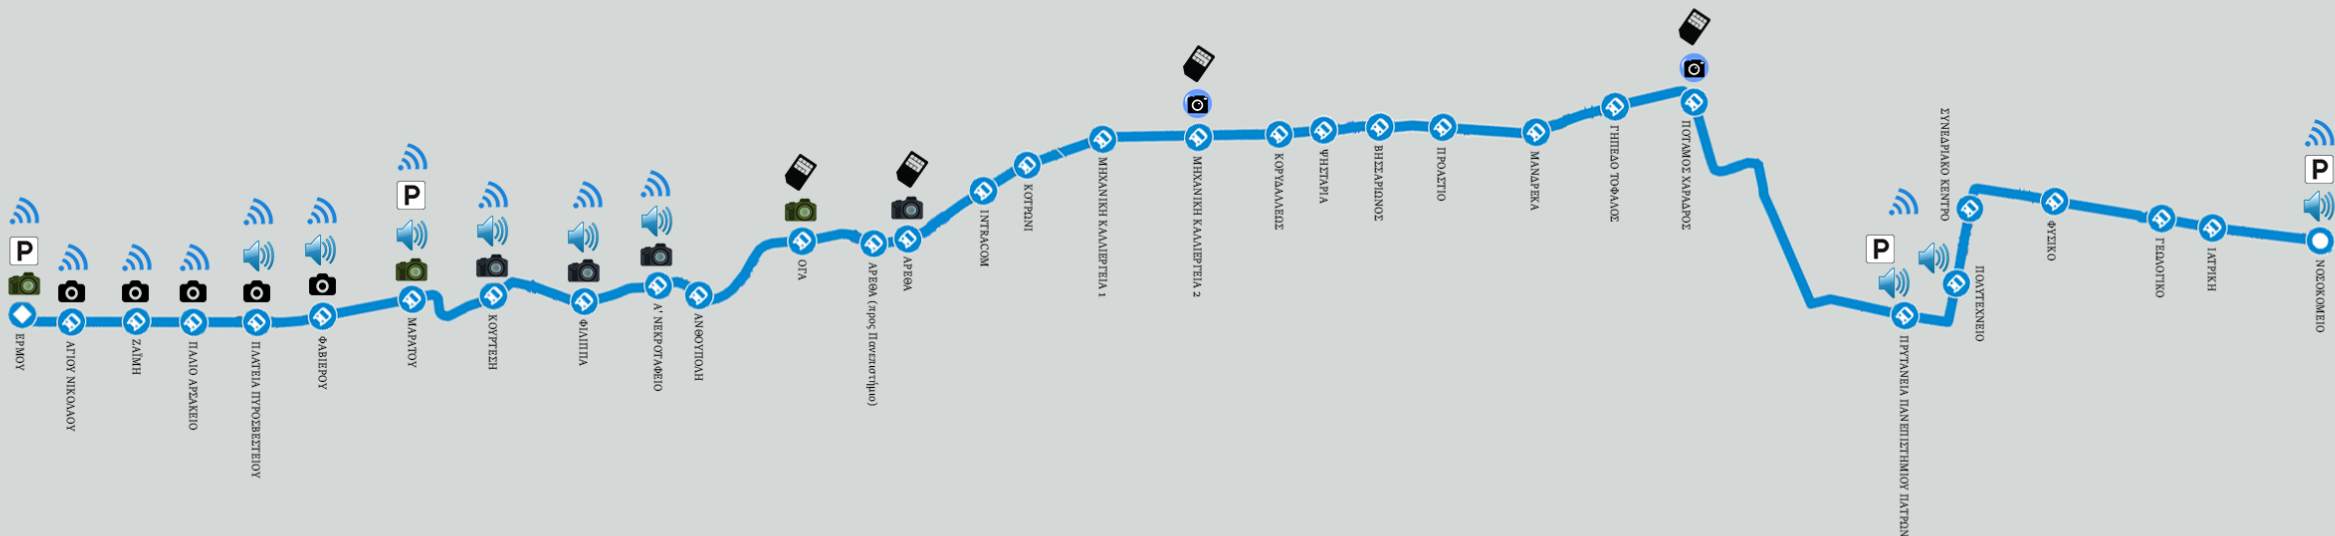 ΕΡΜΟΥ
ΑΓΙΟΥ ΝΙΚΟΛΑΟΥ
ΖΑΪΜΗ
ΠΑΛΙΟ ΑΡΣΑΚΕΙΟ
ΠΛΑΤΕΙΑ ΠΥΡΟΣΒΕΣΤΕΙΟΥ
ΦΑΒΙΕΡΟΥ
P
P
ΜΑΡΑΤΟΥ
ΚΟΥΡΤΕΣΗ
ΦΙΛΙΠΠΑ
Α' ΝΕΚΡΟΤΑΦΕΙΟ
ΑΝΘΟΥΠΟΛΗ
ΟΓΑ
ΑΡΕΘΑ (προς Πανεπιστήμιο)
ΑΡΕΘΑ
INTRACOM
ΚΟΤΡΩΝΙ
ΜΗΧΑΝΙΚΗ ΚΑΛΛΙΕΡΓΕΙΑ 1
ΜΗΧΑΝΙΚΗ ΚΑΛΛΙΕΡΓΕΙΑ 2
ΚΟΡΥΔΑΛΛΕΩΣ
ΨΗΣΤΑΡΙΑ
ΒΗΣΣΑΡΙΩΝΟΣ
ΠΡΟΑΣΤΙΟ
ΜΑΝΔΡΕΚΑ
ΓΗΠΕΔΟ ΤΟΦΑΛΟΣ
ΠΟΤΑΜΟΣ ΧΑΡΑΔΡΟΣ
P
ΠΡΥΤΑΝΕΙΑ ΠΑΝΕΠΙΣΤΗΜΙΟΥ ΠΑΤΡΩΝ
ΠΟΛΥΤΕΧΝΕΙΟ
ΣΥΝΕΔΡΙΑΚΟ ΚΕΝΤΡΟ
ΦΥΣΙΚΟ
ΓΕΩΛΟΓΙΚΟ
ΙΑΤΡΙΚΗ
P
ΝΟΣΟΚΟΜΕΙΟ